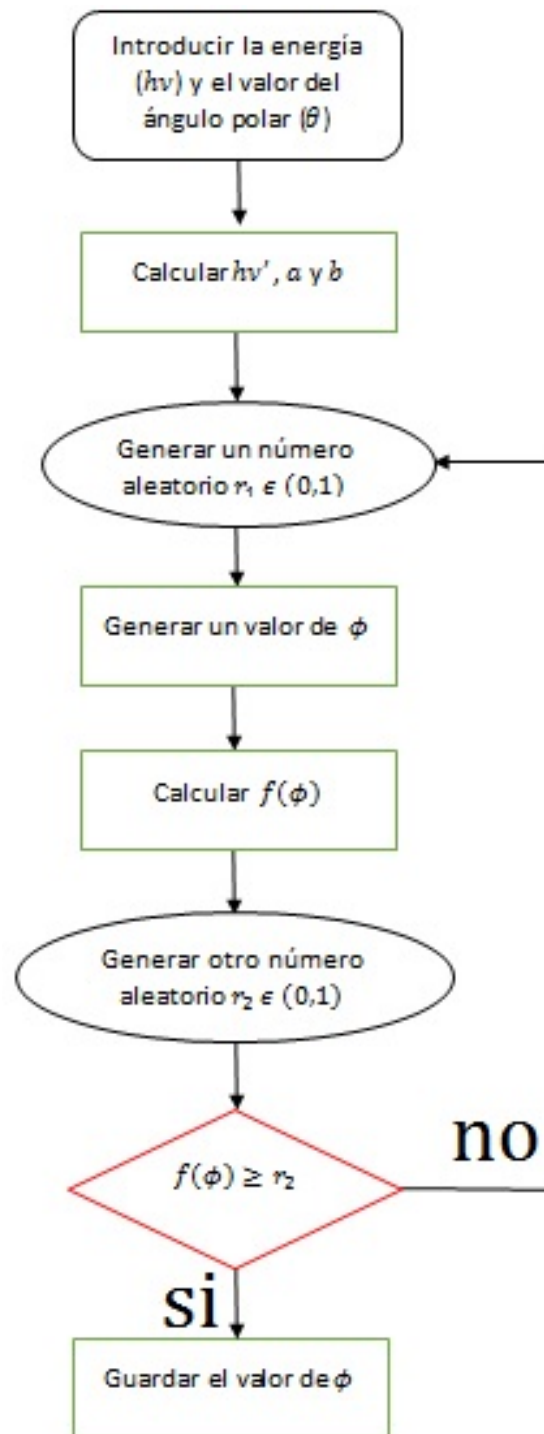 Introducir la energía
(hν) y el valor del
ángulo polar (θ)
Calcular hν′, a y b
Generar un número
aleatorio r₁ ϵ (0,1)
Generar un valor de ϕ
Calcular f(ϕ)
Generar otro número
aleatorio r₂ ϵ (0,1)
f(ϕ) ≥ r₂
no
si
Guardar el valor de ϕ